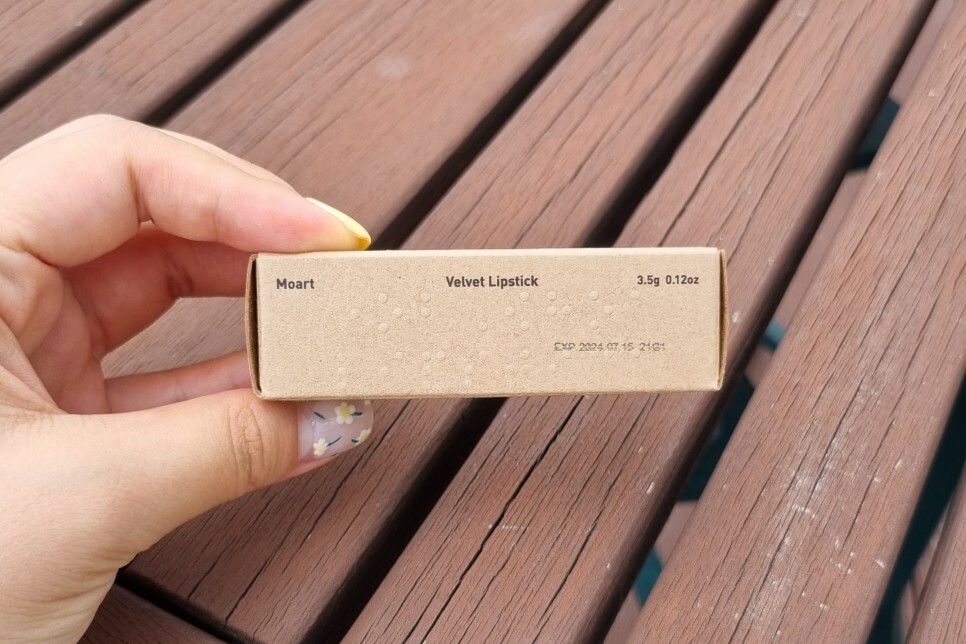 Moart Velvet Lipstick 3.5g 0.12oz
EXP 2024.07.15 21G1